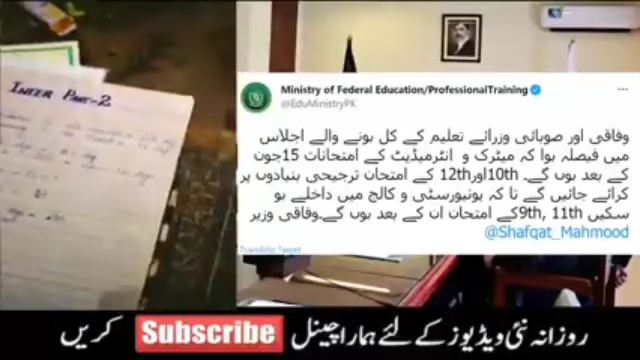 INTER PART-2
Ministry of Federal Education/ProfessionalTraining
@EduMinistryPK
وفاقی اور صوبائی وزرائے تعلیم کے کل ہونے والے اجلاس
میں فیصلہ ہوا کہ میٹرک و انٹرمیڈیٹ کے امتحانات 15جون
کے بعد ہوں گے۔ 10thاور12th کے امتحان ترجیحی بنیادوں پر
کرائے جائیں گے تا کہ یونیورسٹی و کالج میں داخلے ہو
سکیں 9th, 11thکے امتحان ان کے بعد ہوں گے۔وفاقی وزیر
@Shafqat_Mahmood
Translate Tweet
روزانہ نئی ویڈیوز کے لئے ہمارا چینل Subscribe کریں